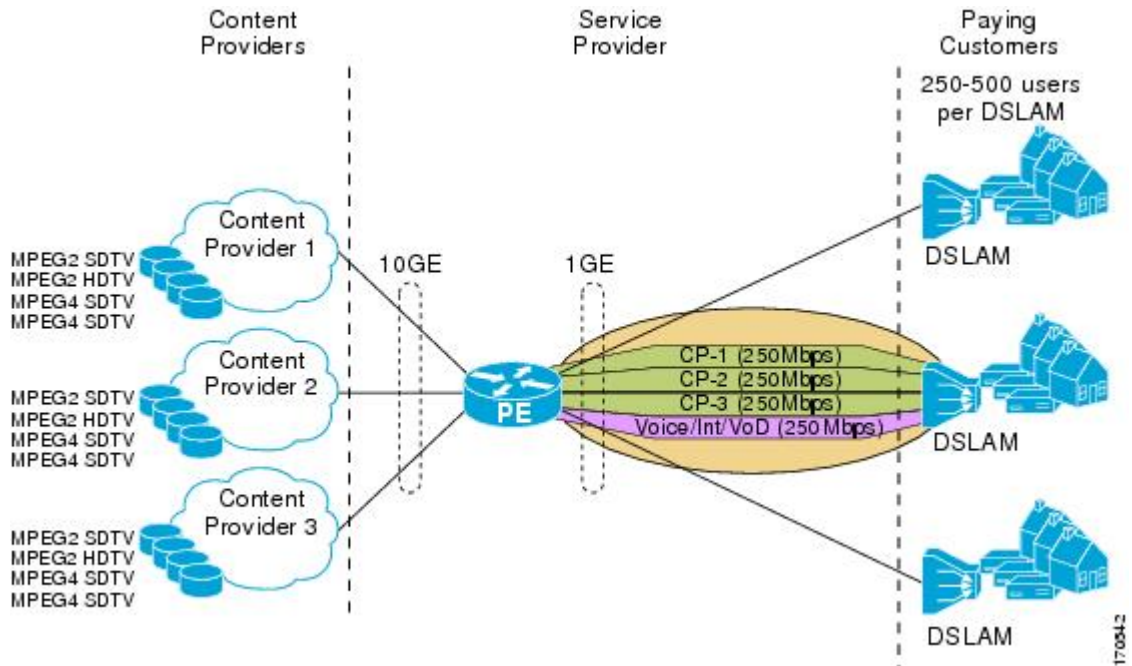 Content
Providers
Service
Provider
Paying
Customers
250-500 users
per DSLAM
Content
Provider 1
MPEG2 SDTV
MPEG2 HDTV
MPEG4 SDTV
MPEG4 SDTV
10GE
1GE
DSLAM
Content
Provider 2
MPEG2 SDTV
MPEG2 HDTV
MPEG4 SDTV
MPEG4 SDTV
PE
CP-1 (250Mbps)
CP-2 (250Mbps)
CP-3 (250Mbps)
Voice/Int/VoD (250 Mbps)
DSLAM
Content
Provider 3
MPEG2 SDTV
MPEG2 HDTV
MPEG4 SDTV
MPEG4 SDTV
DSLAM
170542